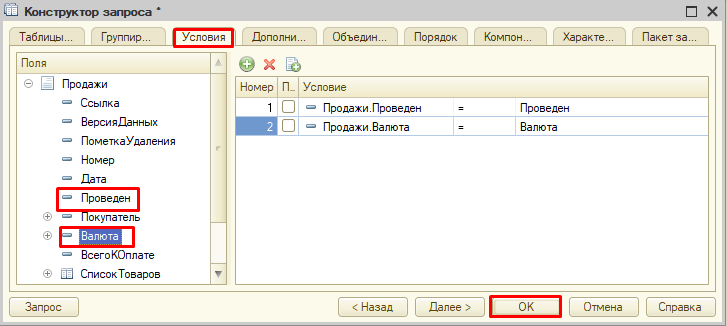 Конструктор запроса *
Таблицы... Группир... Условия Дополни... Объедин... Порядок Компон... Характе... Пакет за...
Поля
Продажи
Ссылка
ВерсияДанных
ПометкаУдаления
Номер
Дата
Проведен
Покупатель
Валюта
ВсегоКОплате
СписокТоваров
Номер П.. Условие
1 Продажи.Проведен = Проведен
2 Продажи.Валюта = Валюта
Запрос < Назад Далее > OK Отмена Справка